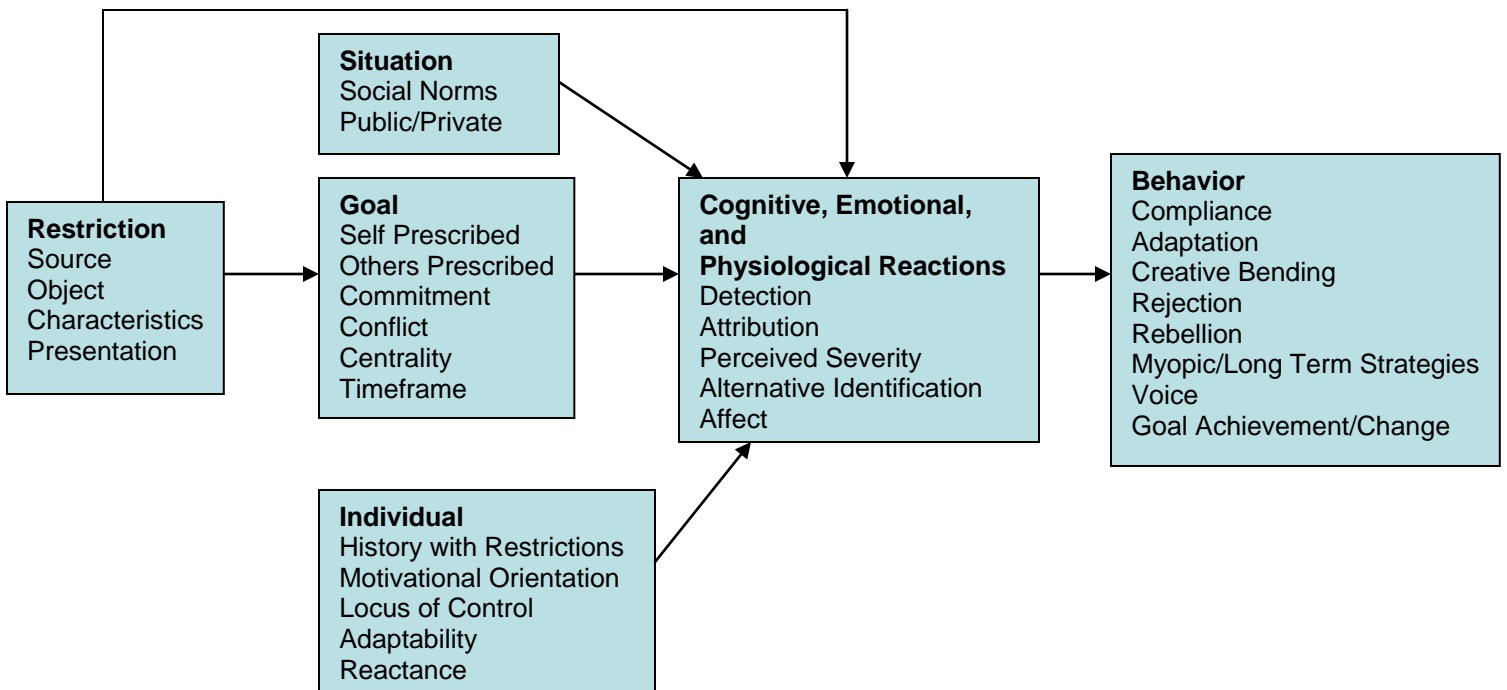 Situation
Social Norms
Public/Private
Restriction
Source
Object
Characteristics
Presentation
Goal
Self Prescribed
Others Prescribed
Commitment
Conflict
Centrality
Timeframe
Cognitive, Emotional,
and
Physiological Reactions
Detection
Attribution
Perceived Severity
Alternative Identification
Affect
Behavior
Compliance
Adaptation
Creative Bending
Rejection
Rebellion
Myopic/Long Term Strategies
Voice
Goal Achievement/Change
Individual
History with Restrictions
Motivational Orientation
Locus of Control
Adaptability
Reactance